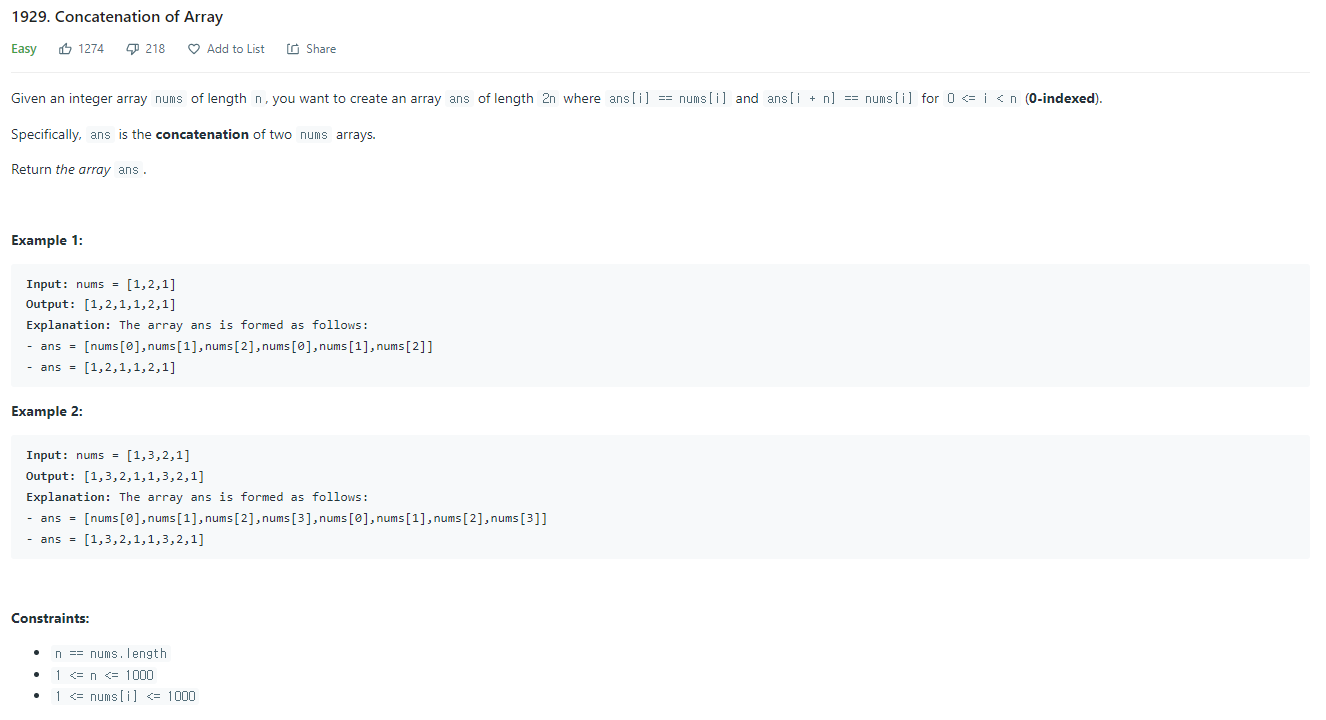 1929. Concatenation of Array
Easy 1274 218 Add to List Share
Given an integer array nums of length n, you want to create an array ans of length 2n where ans[i] == nums[i] and ans[i + n] == nums[i] for 0 <= i < n (0-indexed).
Specifically, ans is the concatenation of two nums arrays.
Return the array ans.
Example 1:
Input: nums = [1,2,1]
Output: [1,2,1,1,2,1]
Explanation: The array ans is formed as follows:
- ans = [nums[0],nums[1],nums[2],nums[0],nums[1],nums[2]]
- ans = [1,2,1,1,2,1]
Example 2:
Input: nums = [1,3,2,1]
Output: [1,3,2,1,1,3,2,1]
Explanation: The array ans is formed as follows:
- ans = [nums[0],nums[1],nums[2],nums[3],nums[0],nums[1],nums[2],nums[3]]
- ans = [1,3,2,1,1,3,2,1]
Constraints:
• n == nums.length
• 1 <= n <= 1000
• 1 <= nums[i] <= 1000